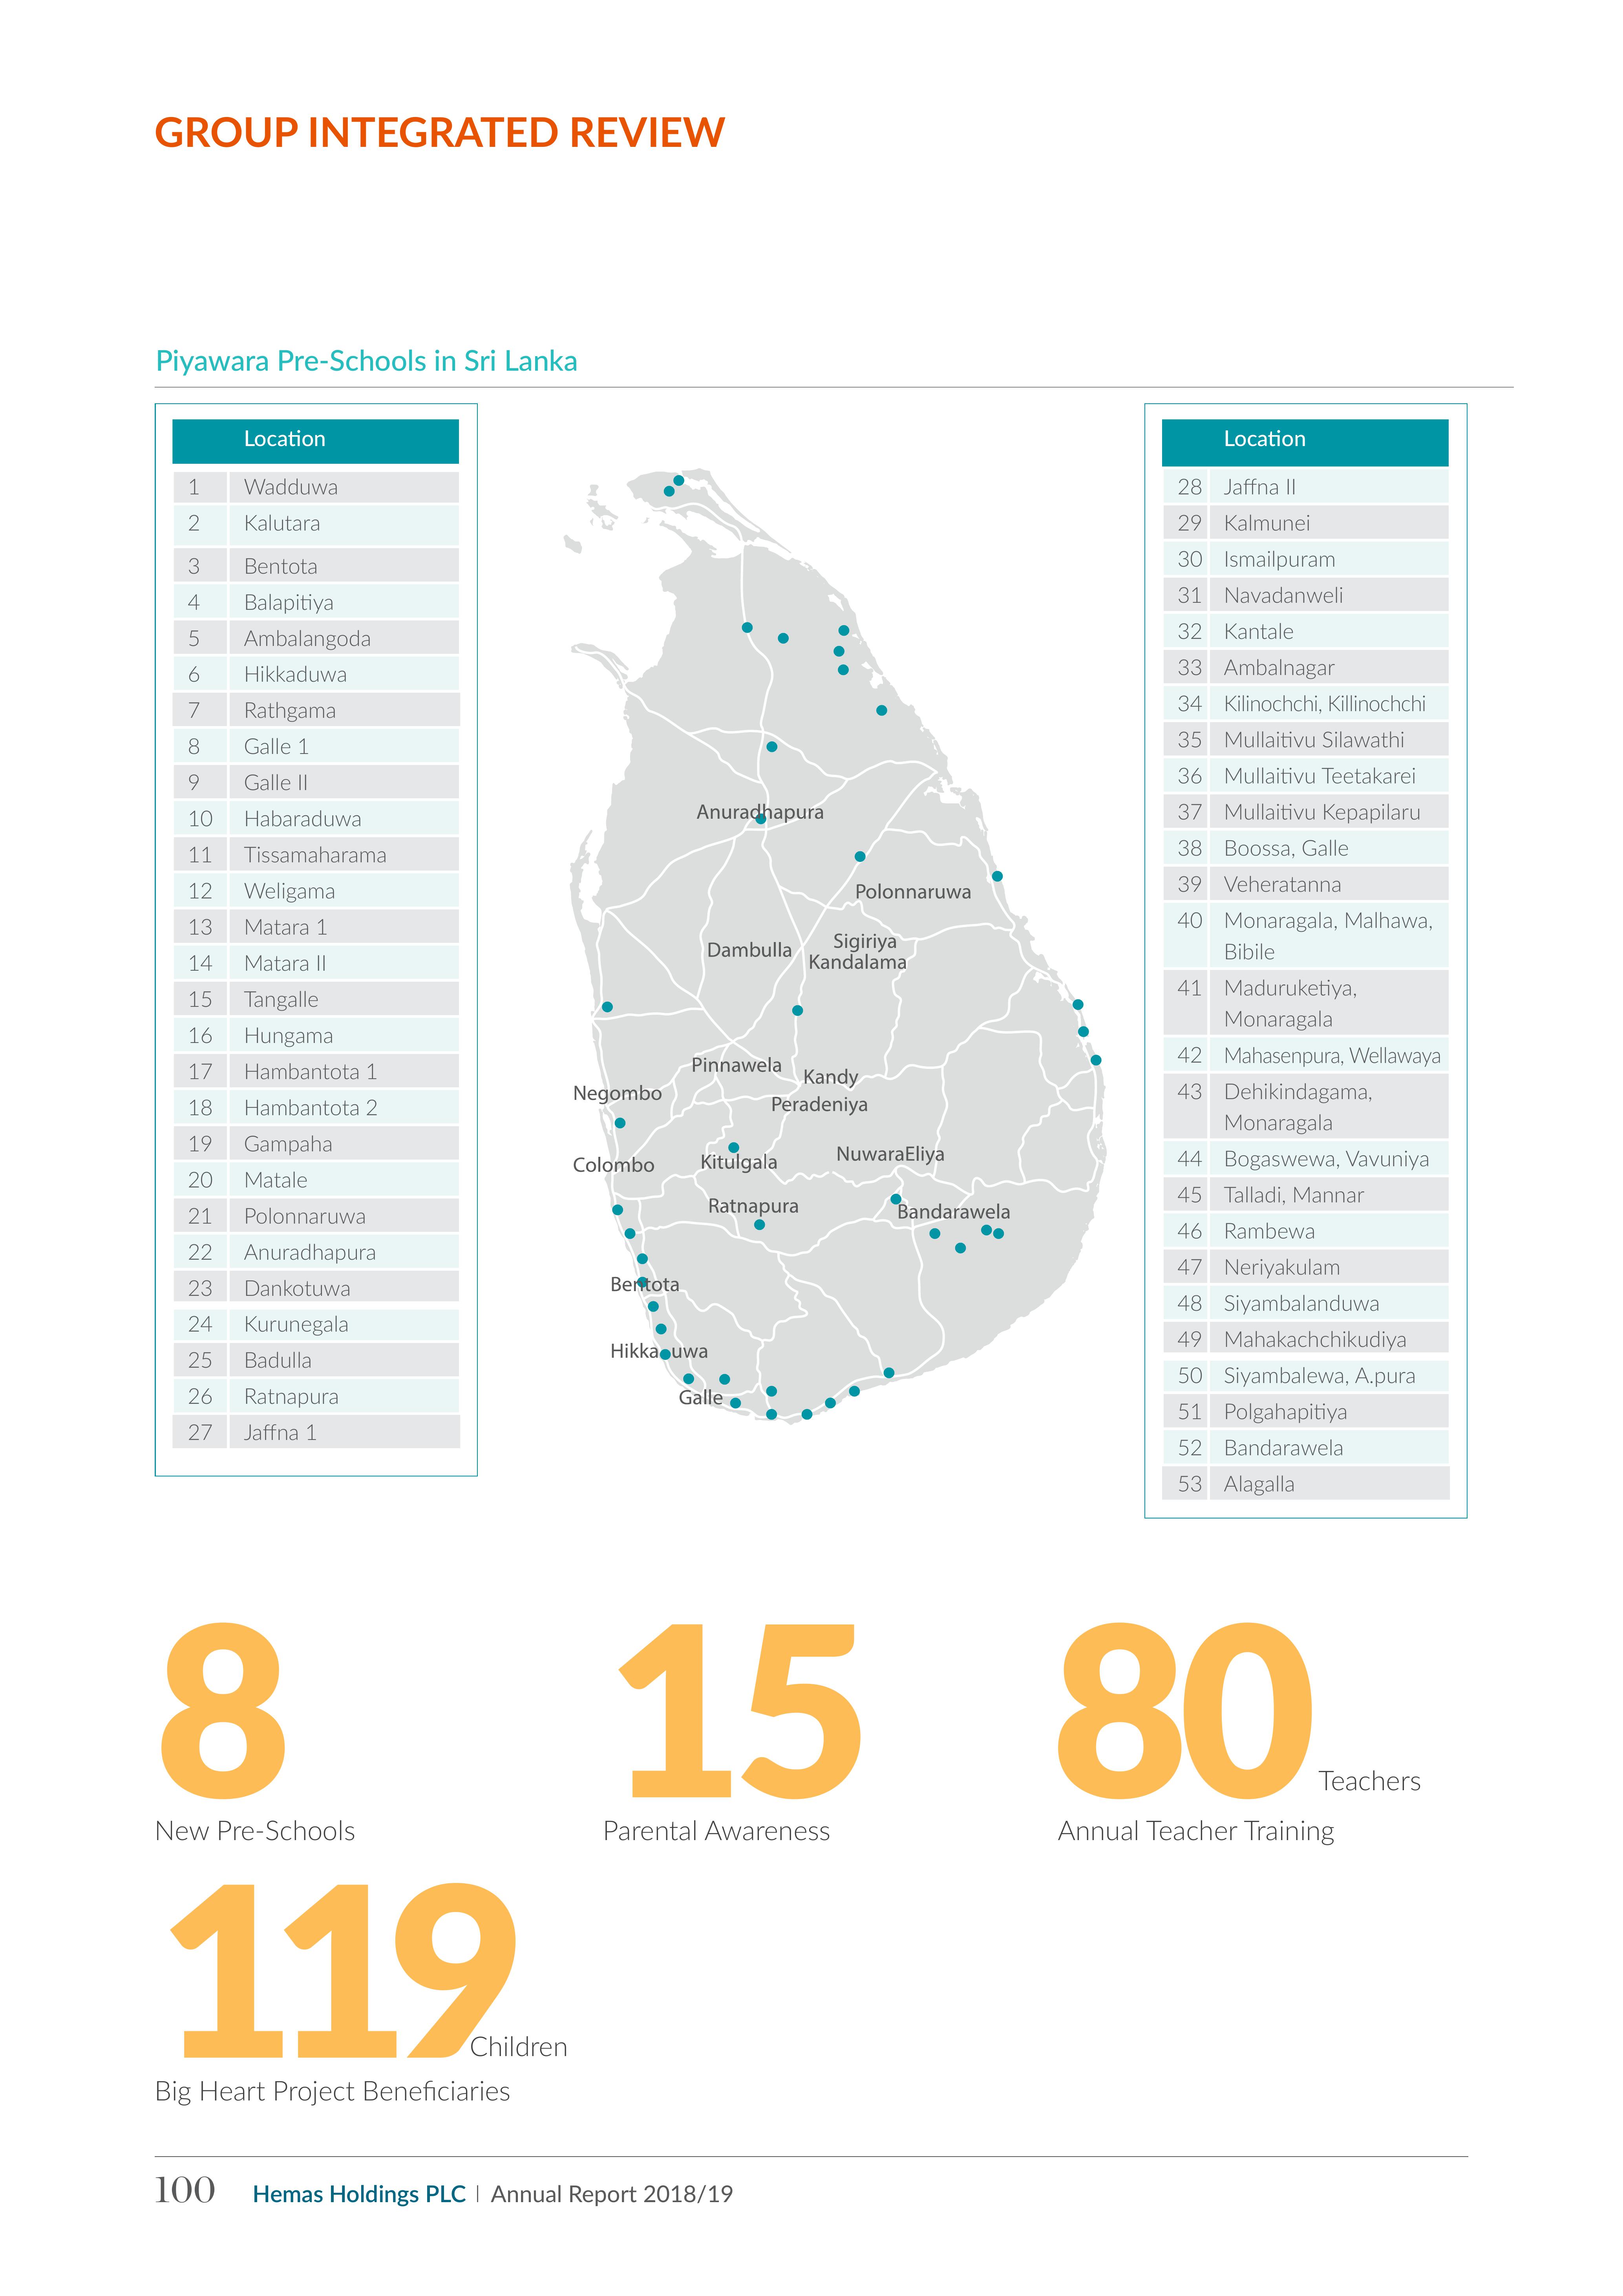 GROUP INTEGRATED REVIEW
Piyawara Pre-Schools in Sri Lanka
Location
1 Wadduwa
2 Kalutara
3 Bentota
4 Balapitiya
5 Ambalangoda
6 Hikkaduwa
7 Rathgama
8 Galle 1
9 Galle II
10 Habaraduwa
11 Tissamaharama
12 Weligama
13 Matara 1
14 Matara II
15 Tangalle
16 Hungama
17 Hambantota 1
18 Hambantota 2
19 Gampaha
20 Matale
21 Polonnaruwa
22 Anuradhapura
23 Dankotuwa
24 Kurunegala
25 Badulla
26 Ratnapura
27 Jaffna 1
Anuradhapura
Polonnaruwa
Dambulla
Sigiriya
Kandalama
Pinnawela
Kandy
Negombo
Peradeniya
Colombo
Kitulgala
NuwaraEliya
Ratnapura
Bandarawela
Bentota
Hikkaduwa
Galle
Location
28 Jaffna II
29 Kalmunei
30 Ismailpuram
31 Navadanweli
32 Kantale
33 Ambalnagar
34 Kilinochchi, Killinochchi
35 Mullaitivu Silawathi
36 Mullaitivu Teetakarei
37 Mullaitivu Kepapilaru
38 Boossa, Galle
39 Veheratanna
40 Monaragala, Malhawa,
Bibile
41 Maduruketiya,
Monaragala
42 Mahasenpura, Wellawaya
43 Dehikindagama,
Monaragala
44 Bogaswewa, Vavuniya
45 Talladi, Mannar
46 Rambewa
47 Neriyakulam
48 Siyambalanduwa
49 Mahakachchikudiya
50 Siyambalewa, A.pura
51 Polgahapitiya
52 Bandarawela
53 Alagalla
8
New Pre-Schools
15
Parental Awareness
80 Teachers
Annual Teacher Training
119 Children
Big Heart Project Beneficiaries
100 Hemas Holdings PLC | Annual Report 2018/19